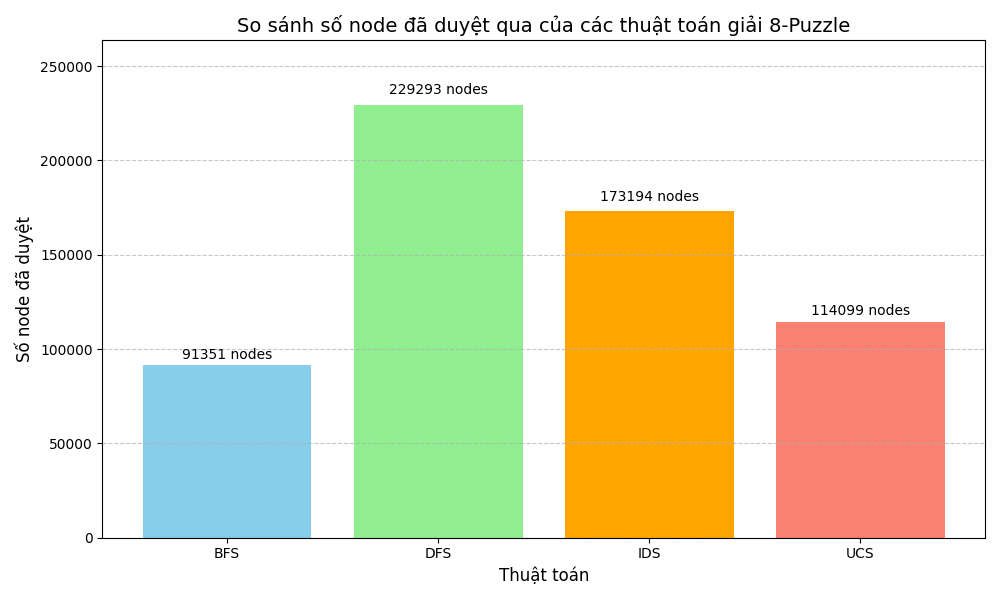 So sánh số node đã duyệt qua của các thuật toán giải 8-Puzzle
Số node đã duyệt
250000
200000
150000
100000
50000
0
229293 nodes
173194 nodes
114099 nodes
91351 nodes
BFS
DFS
IDS
UCS
Thuật toán